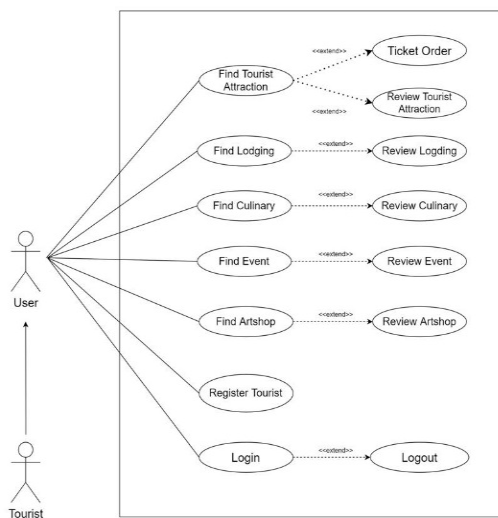 <<extend>>
Ticket Order
Find Tourist
Attraction
Review Tourist
Attraction
<<extend>>
Find Lodging
<<extend>>
Review Logding
Find Culinary
<<extend>>
Review Culinary
Find Event
<<extend>>
Review Event
User
Find Artshop
<<extend>>
Review Artshop
Register Tourist
Login
<<extend>>
Logout
Tourist